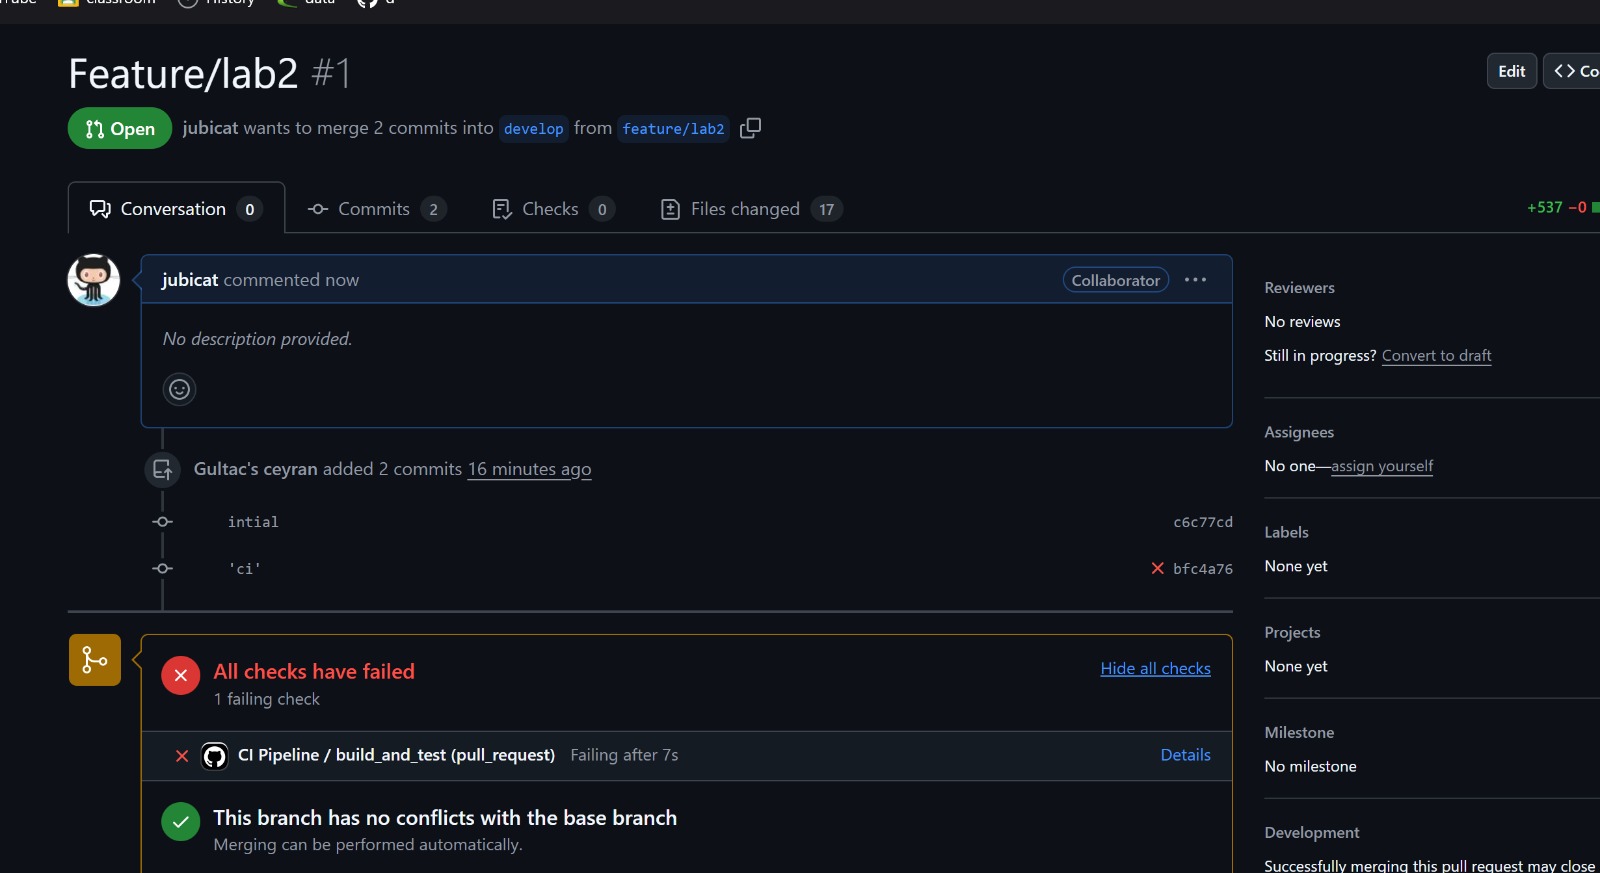 classroom
History
data
Feature/lab2 #1
Edit
<> Co
Open
jubicat wants to merge 2 commits into develop from feature/lab2
Conversation 0
Commits 2
Checks 0
Files changed 17
+537 −0
jubicat commented now
Collaborator
No description provided.
Gultac's ceyran added 2 commits 16 minutes ago
intial
c6c77cd
'ci'
bfc4a76
All checks have failed
1 failing check
Hide all checks
CI Pipeline / build_and_test (pull_request) Failing after 7s
Details
This branch has no conflicts with the base branch
Merging can be performed automatically.
Reviewers
No reviews
Still in progress? Convert to draft
Assignees
No one—assign yourself
Labels
None yet
Projects
None yet
Milestone
No milestone
Development
Successfully merging this pull request may close